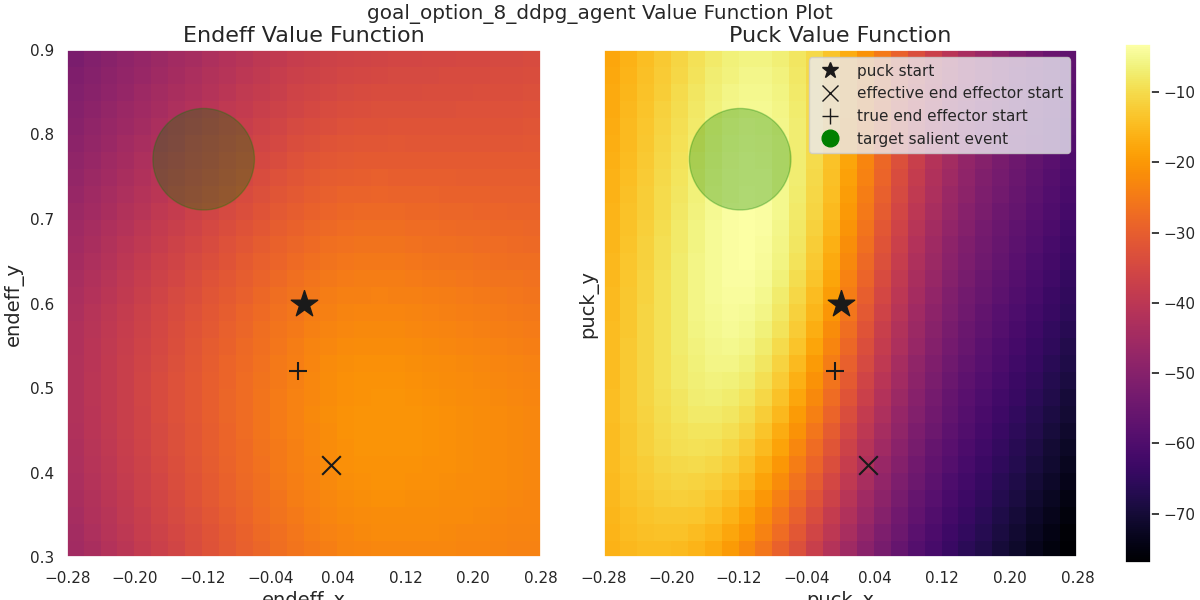 goal_option_8_ddpg_agent Value Function Plot
Endeff Value Function
Puck Value Function
0.9
0.8
0.7
0.6
0.5
0.4
0.3
endeff_y
−0.28 −0.20 −0.12 −0.04 0.04 0.12 0.20 0.28
endeff_x
puck_y
puck start
effective end effector start
true end effector start
target salient event
−0.28 −0.20 −0.12 −0.04 0.04 0.12 0.20 0.28
puck_x
−10
−20
−30
−40
−50
−60
−70